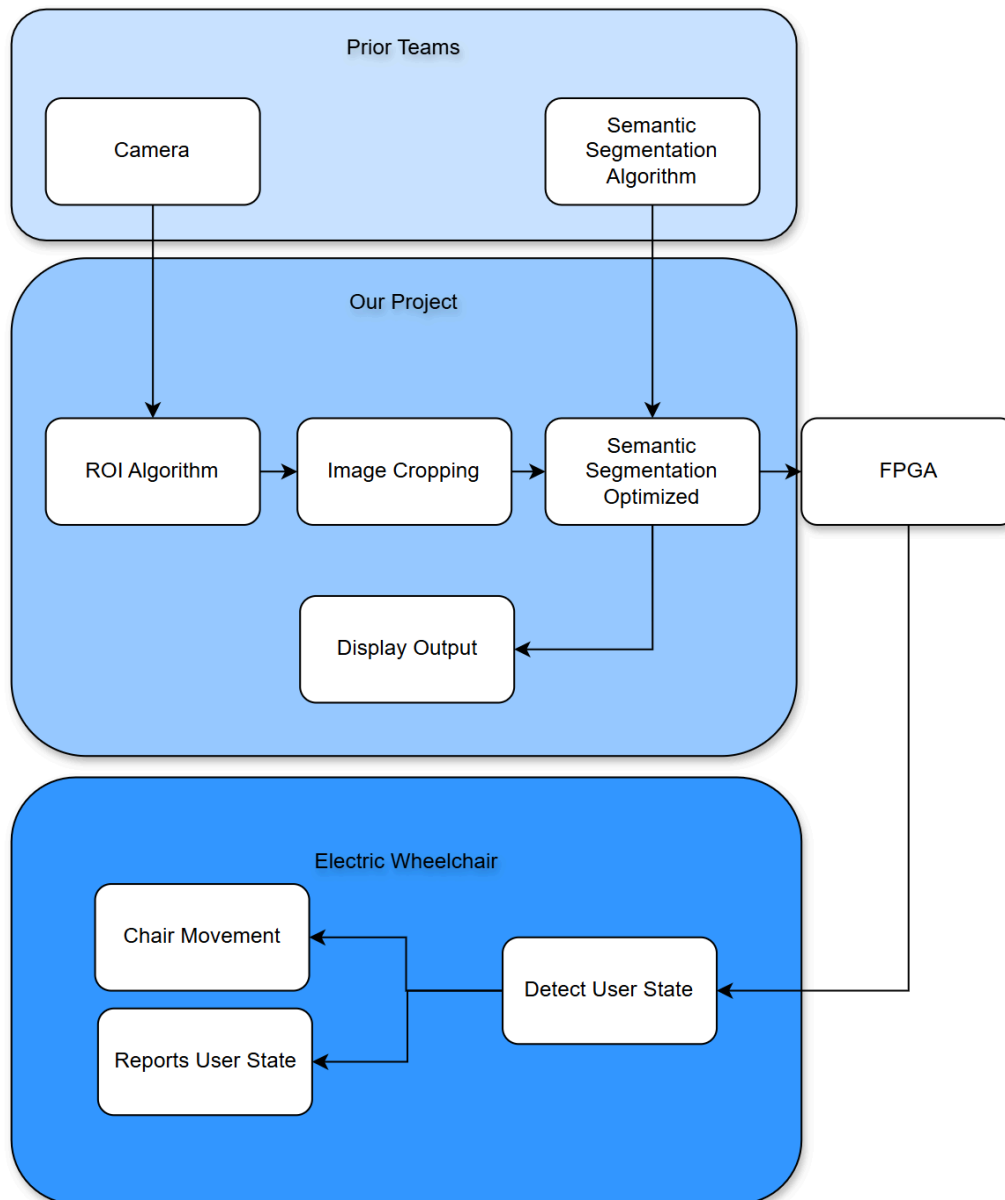 Prior Teams
Camera
Semantic
Segmentation
Algorithm
Our Project
ROI Algorithm
Image Cropping
Semantic
Segmentation
Optimized
FPGA
Display Output
Electric Wheelchair
Chair Movement
Detect User State
Reports User State